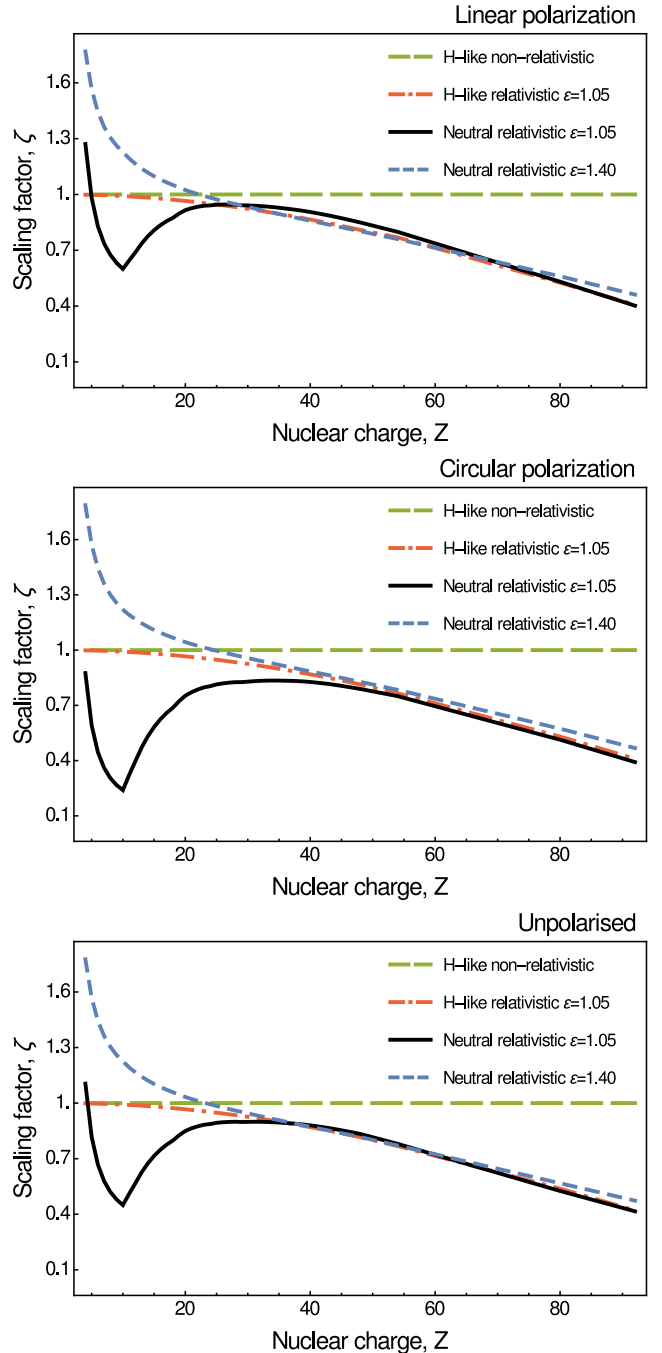 Linear polarization
H-like non-relativistic
H-like relativistic ε=1.05
Neutral relativistic ε=1.05
Neutral relativistic ε=1.40
Scaling factor, ζ
1.6
1.3
1.
0.7
0.4
0.1
20
40
60
80
Nuclear charge, Z
Circular polarization
H-like non-relativistic
H-like relativistic ε=1.05
Neutral relativistic ε=1.05
Neutral relativistic ε=1.40
Scaling factor, ζ
1.6
1.3
1.
0.7
0.4
0.1
20
40
60
80
Nuclear charge, Z
Unpolarised
H-like non-relativistic
H-like relativistic ε=1.05
Neutral relativistic ε=1.05
Neutral relativistic ε=1.40
Scaling factor, ζ
1.6
1.3
1.
0.7
0.4
0.1
20
40
60
80
Nuclear charge, Z